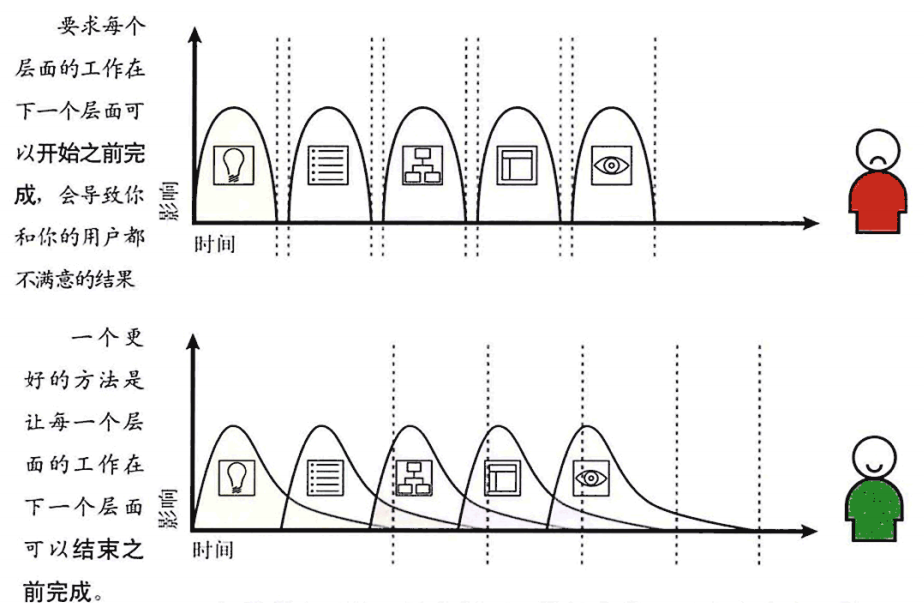 要求每个
层面的工作在
下一个层面可
以开始之前完
成，会导致你
和你的用户都
不满意的结果
影响
时间
一个更
好的方法是
让每一个层
面的工作在
下一个层面
可以结束之
前完成。
影响
时间